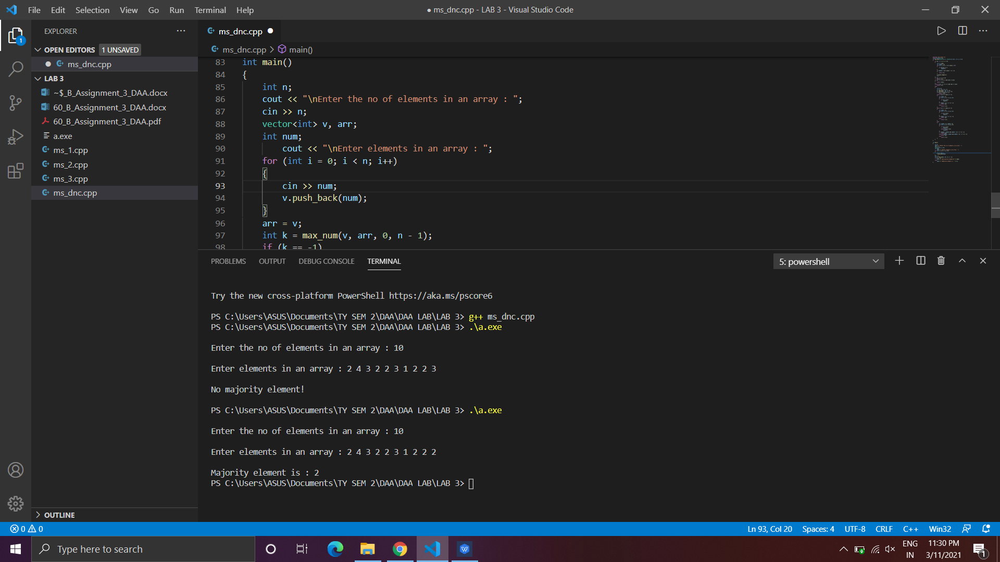 File Edit Selection View Go Run Terminal Help
● ms_dnc.cpp - LAB 3 - Visual Studio Code
EXPLORER
OPEN EDITORS 1 UNSAVED
ms_dnc.cpp
LAB 3
~$_B_Assignment_3_DAA.docx
60_B_Assignment_3_DAA.docx
60_B_Assignment_3_DAA.pdf
a.exe
ms_1.cpp
ms_2.cpp
ms_3.cpp
ms_dnc.cpp
OUTLINE
ms_dnc.cpp
ms_dnc.cpp > main()
83 int main()
84 {
85 int n;
86 cout << "\nEnter the no of elements in an array : ";
87 cin >> n;
88 vector<int> v, arr;
89 int num;
90 cout << "\nEnter elements in an array : ";
91 for (int i = 0; i < n; i++)
92 {
93 cin >> num;
94 v.push_back(num);
95 }
96 arr = v;
97 int k = max_num(v, arr, 0, n - 1);
98 if (k == -1)
PROBLEMS OUTPUT DEBUG CONSOLE TERMINAL
5: powershell
Try the new cross-platform PowerShell https://aka.ms/pscore6
PS C:\Users\ASUS\Documents\TY SEM 2\DAA\DAA LAB\LAB 3> g++ ms_dnc.cpp
PS C:\Users\ASUS\Documents\TY SEM 2\DAA\DAA LAB\LAB 3> .\a.exe
Enter the no of elements in an array : 10
Enter elements in an array : 2 4 3 2 2 3 1 2 2 3
No majority element!
PS C:\Users\ASUS\Documents\TY SEM 2\DAA\DAA LAB\LAB 3> .\a.exe
Enter the no of elements in an array : 10
Enter elements in an array : 2 4 3 2 2 3 1 2 2 2
Majority element is : 2
PS C:\Users\ASUS\Documents\TY SEM 2\DAA\DAA LAB\LAB 3>
0 0
Ln 93, Col 20 Spaces: 4 UTF-8 CRLF C++ Win32
Type here to search
ENG
IN
11:30 PM
3/11/2021
1
1